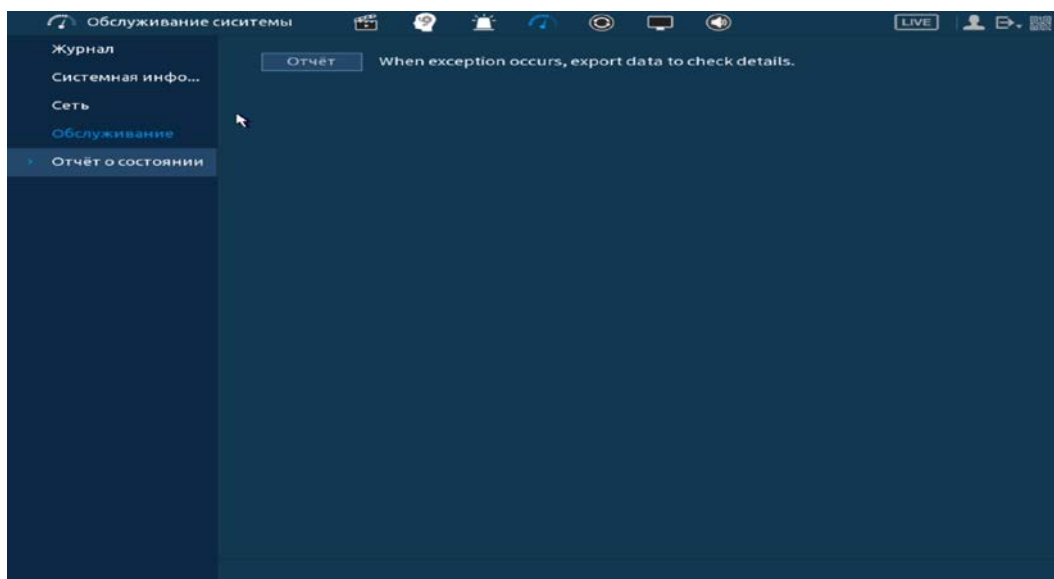 Обслуживание сиситемы
LIVE
Журнал
Системная инфо...
Сеть
Обслуживание
Отчёт о состоянии
Отчёт When exception occurs, export data to check details.